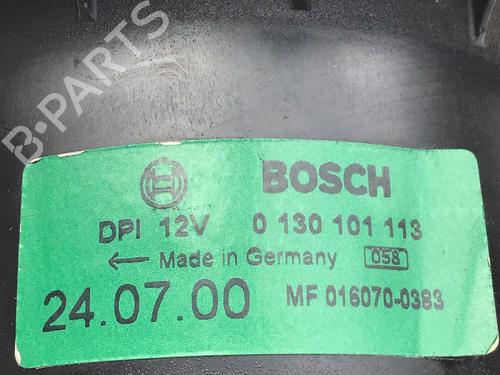 B-PARTS
BOSCH
DPI 12V 0 130 101 113
← Made in Germany 058
24.07.00 MF 016070-0383